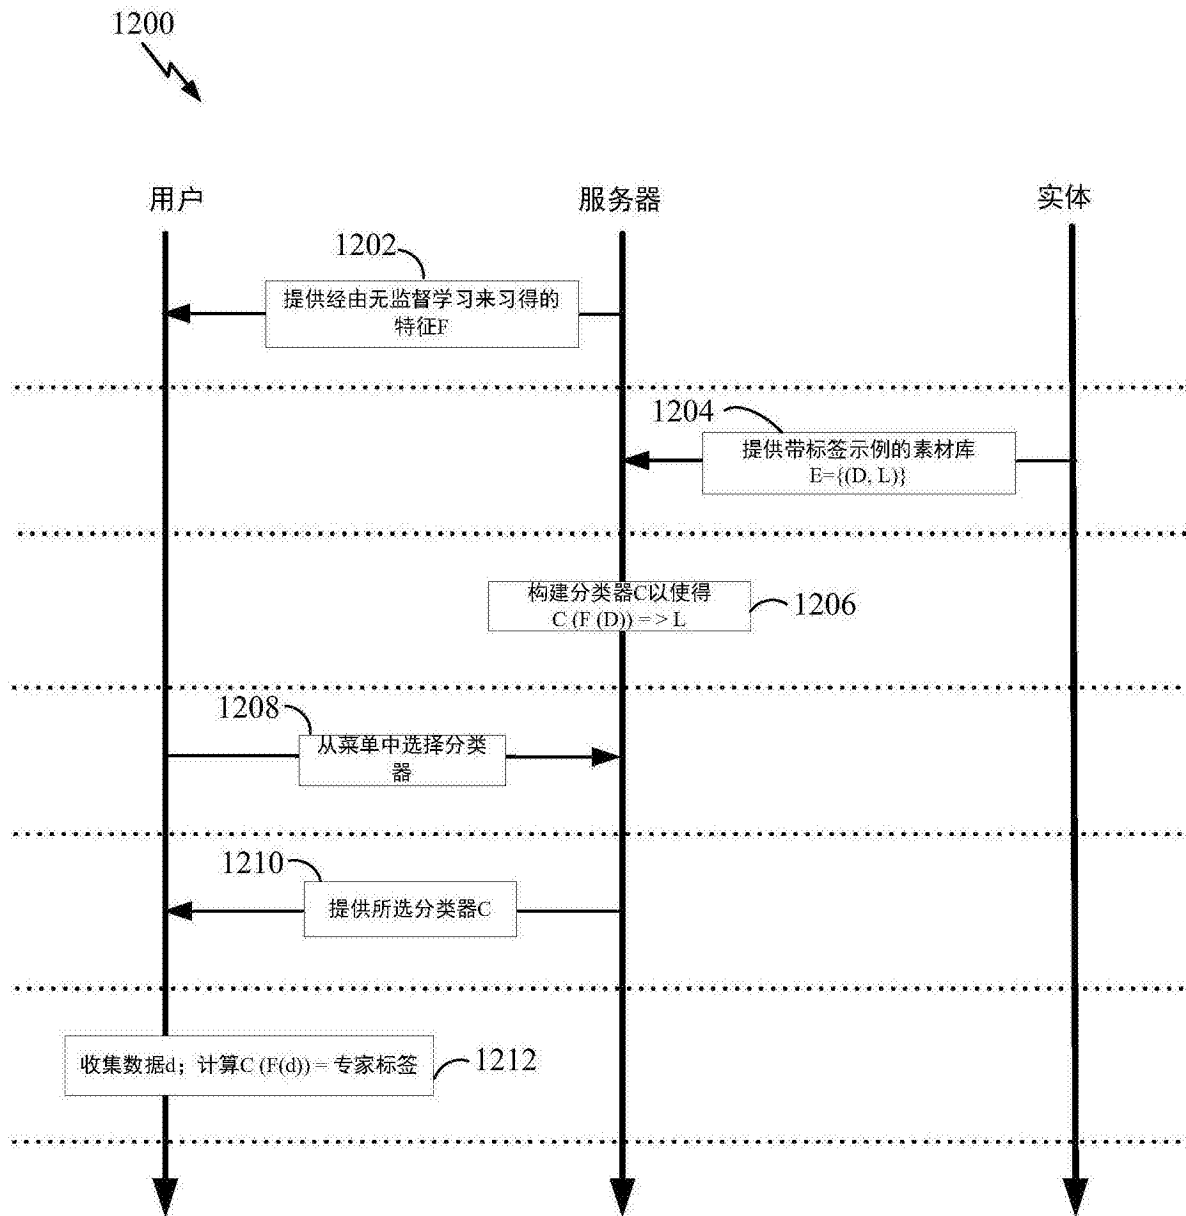 1200
用户
服务器
实体
1202
提供经由无监督学习来习得的
特征F
1204
提供带标签示例的素材库
E={(D, L)}
构建分类器C以使得
C (F (D)) = > L
1206
1208
从菜单中选择分类
器
1210
提供所选分类器C
收集数据d；计算C (F(d)) = 专家标签
1212